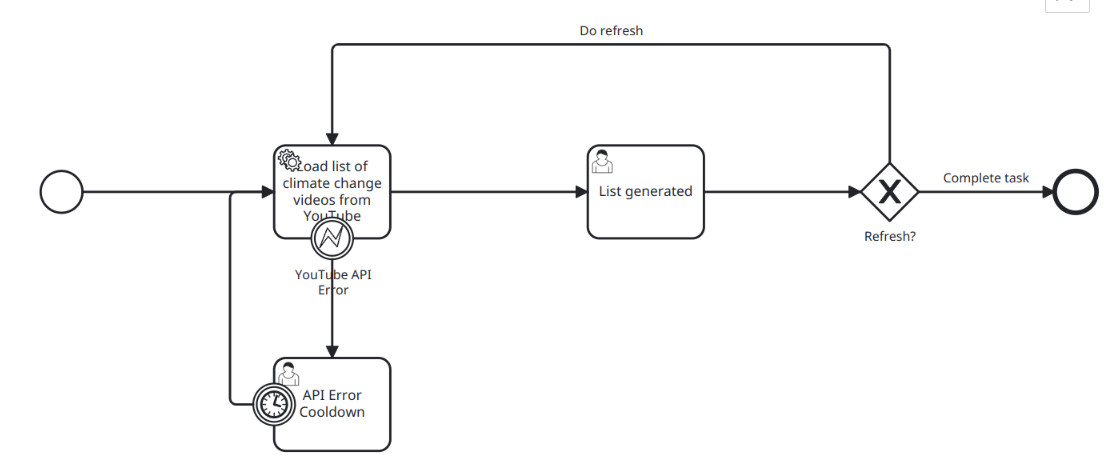 Do refresh
Load list of
climate change
videos from
YouTube
List generated
Complete task
Refresh?
YouTube API
Error
API Error
Cooldown